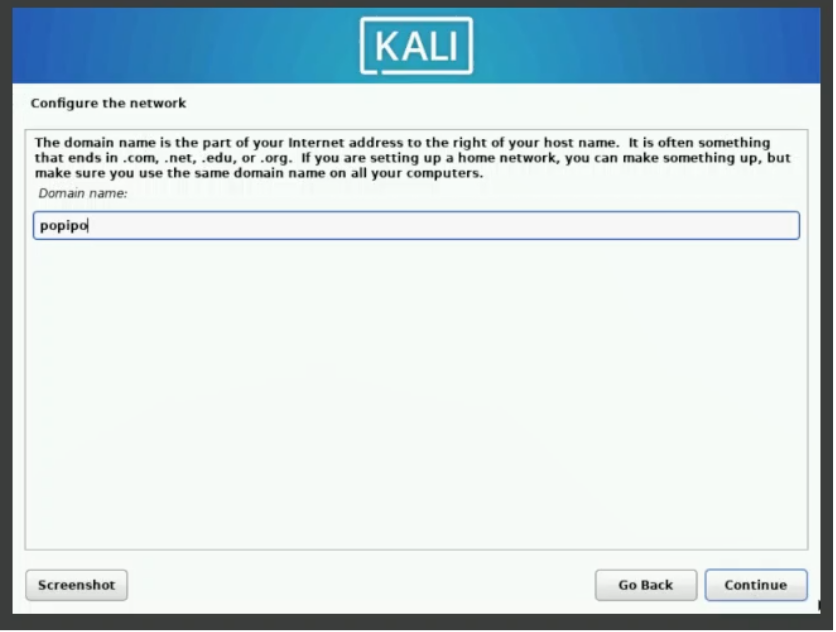 KALI
Configure the network
The domain name is the part of your Internet address to the right of your host name.  It is often something
that ends in .com, .net, .edu, or .org.  If you are setting up a home network, you can make something up, but
make sure you use the same domain name on all your computers.
Domain name:
popipo
Screenshot
Go Back
Continue